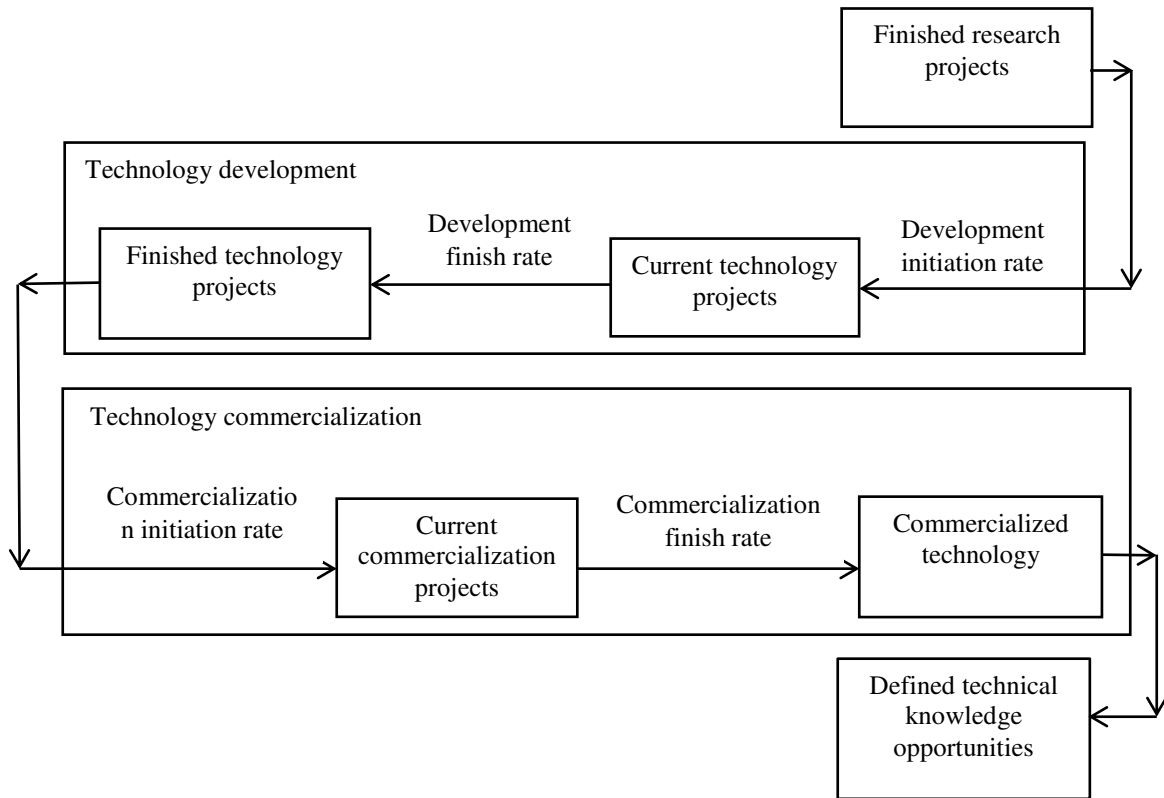 Finished research
projects
Technology development
Development
finish rate
Development
initiation rate
Finished technology
projects
Current technology
projects
Technology commercialization
Commercializatio
n initiation rate
Commercialization
finish rate
Current
commercialization
projects
Commercialized
technology
Defined technical
knowledge
opportunities